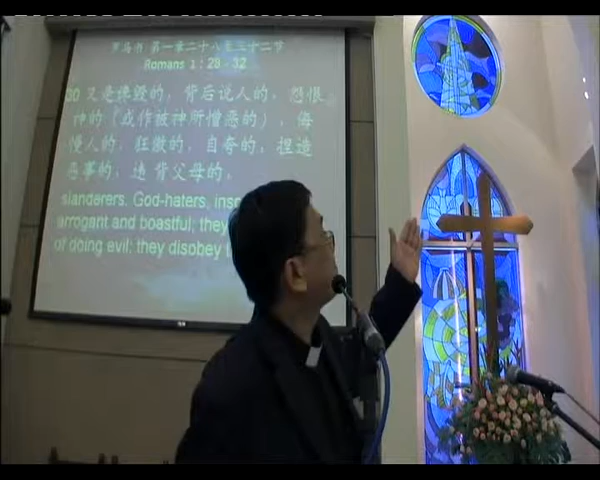 罗马书 第一章二十八至三十二节
Romans 1:28-32
30 又是谗毁的，背后说人的，怨恨
神的（或作被神所憎恶的），侮
慢人的，狂傲的，自夸的，捏造
恶事的，违背父母的，
slanderers, God-haters,
arrogant and boastful; they
of doing evil; they disobey